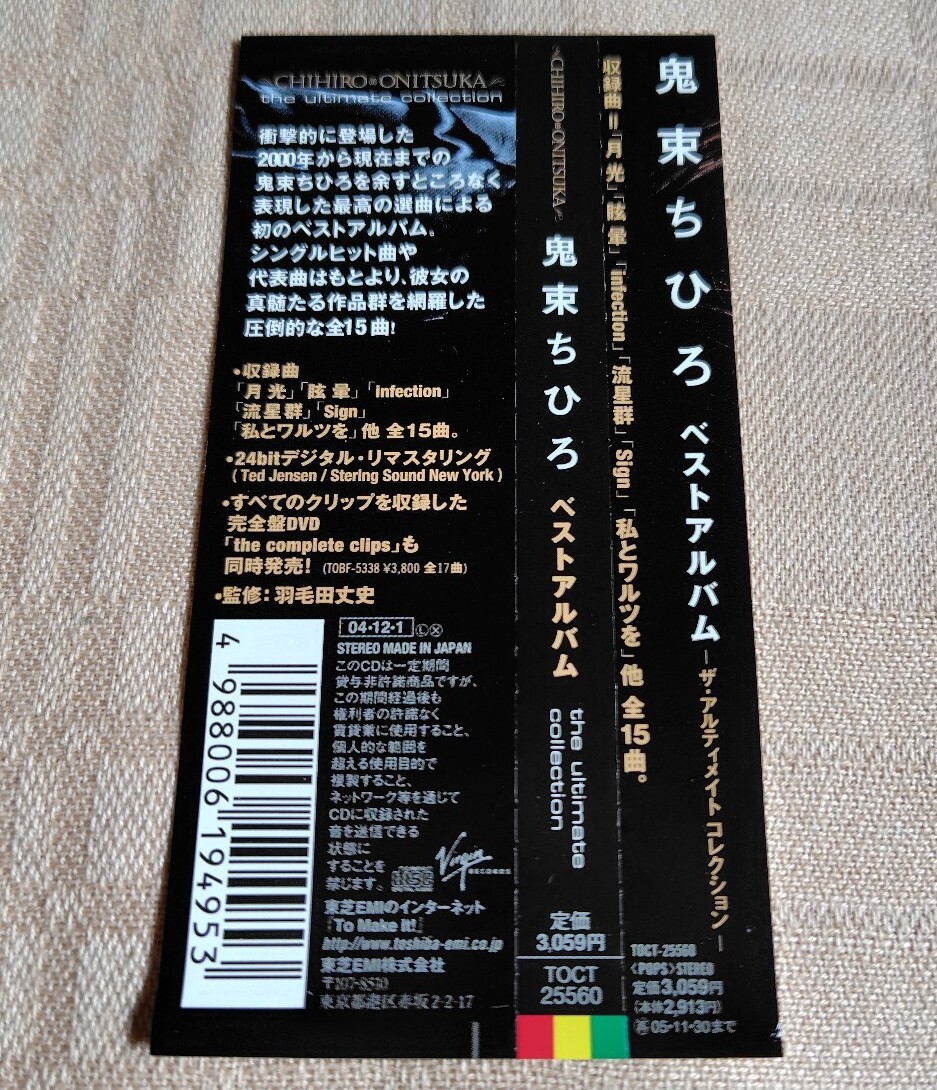 鬼束ちひろ ベストアルバム ―ザ・アルティメイト コレクション―
収録曲=「月光」「眩暈」「infection」「流星群」「Sign」「私とワルツを」他 全15曲。
TOCT-25560
〈POPS〉STEREO
定価3,059円
(本体2,913円)
再05・11・30まで
CHIHIRO ONITSUKA
鬼束ちひろ ベストアルバム
the ultimate
collection
定価
3,059円
TOCT
25560
CHIHIRO ONITSUKA
the ultimate collection
衝撃的に登場した
2000年から現在までの
鬼束ちひろを余すところなく
表現した最高の選曲による
初のベストアルバム。
シングルヒット曲や
代表曲はもとより、彼女の
真髄たる作品群を網羅した
圧倒的な全15曲!
•収録曲
「月光」「眩暈」「infection」
「流星群」「Sign」
「私とワルツを」他 全15曲。
•24bitデジタル・リマスタリング
(Ted Jensen / Sterling Sound New York)
•すべてのクリップを収録した
完全盤DVD
「the complete clips」も
同時発売! (TOBF-5338 ¥3,800 全17曲)
•監修：羽毛田丈史
04・12・1 Ⓛⓧ
STEREO MADE IN JAPAN
このCDは一定期間
貸与非許諾商品ですが、
この期間経過後も
権利者の許諾なく
賃貸業に使用すること、
個人的な範囲を
超える使用目的で
複製すること、
ネットワーク等を通じて
CDに収録された
音を送信できる
状態に
することを
禁じます。
Virgin
RECORDS
東芝EMIのインターネット
「To Make It!」
http://www.toshiba-emi.co.jp
東芝EMI株式会社
〒107-8510
東京都港区赤坂2-2-17
4 988006 194953